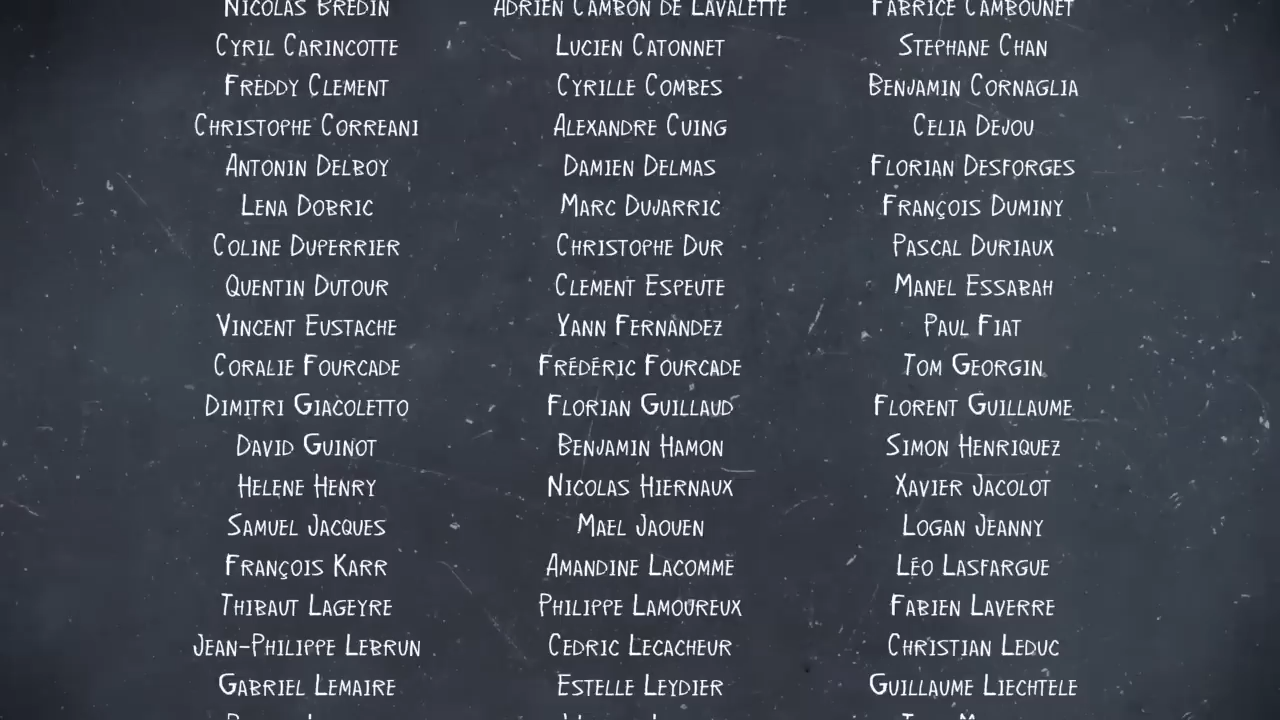 Nicolas Bredin Adrien Cambon de Lavalette Fabrice Cambounet
Cyril Carincotte Lucien Catonnet Stephane Chan
Freddy Clement Cyrille Combes Benjamin Cornaglia
Christophe Correani Alexandre Cuing Celia Dejou
Antonin Delboy Damien Delmas Florian Desforges
Lena Dobric Marc Dujarric François Duminy
Coline Duperrier Christophe Dur Pascal Duriaux
Quentin Dutour Clement Espeute Manel Essabah
Vincent Eustache Yann Fernandez Paul Fiat
Coralie Fourcade Frédéric Fourcade Tom Georgin
Dimitri Giacoletto Florian Guillaud Florent Guillaume
David Guinot Benjamin Hamon Simon Henriquez
Helene Henry Nicolas Hiernaux Xavier Jacolot
Samuel Jacques Mael Jaouen Logan Jeanny
François Karr Amandine Lacomme Léo Lasfargue
Thibaut Lageyre Philippe Lamoureux Fabien Laverre
Jean-Philippe Lebrun Cedric Lecacheur Christian Leduc
Gabriel Lemaire Estelle Leydier Guillaume Liechtele